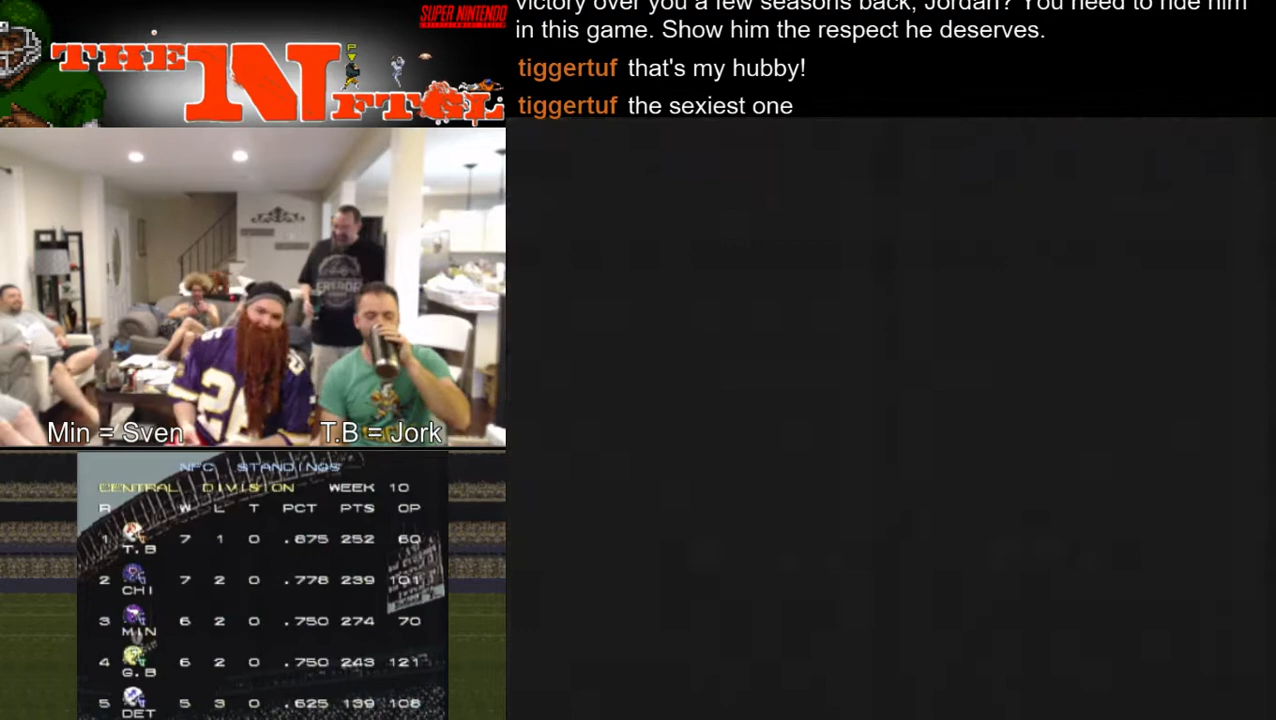 SUPER NINTENDO
THE NFTGL
victory over you a few seasons back, Jordan? You need to ride him
in this game. Show him the respect he deserves.
tiggertuf that's my hubby!
tiggertuf the sexiest one
Min = Sven T.B = Jork
NFC STANDINGS
CENTRAL DIVISION WEEK 10
R W L T PCT PTS OP
1 T.B 7 1 0 .875 252 60
2 CHI 7 2 0 .778 239 101
3 MIN 6 2 0 .750 274 70
4 G.B 6 2 0 .750 243 121
5 DET 5 3 0 .625 139 108